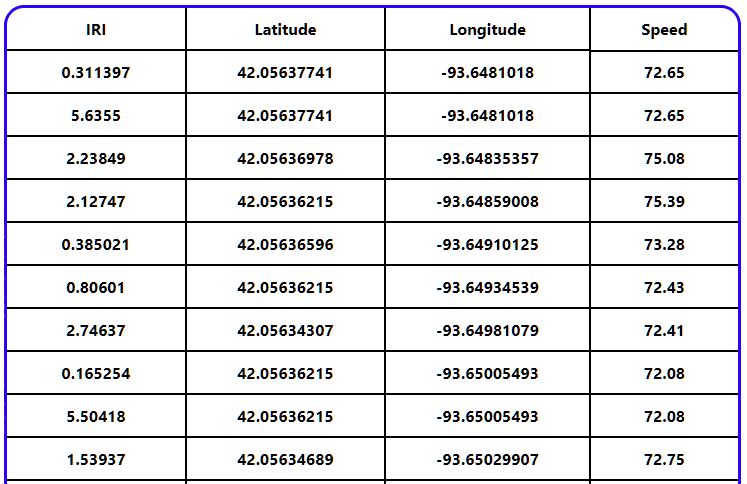 IRI Latitude Longitude Speed
0.311397 42.05637741 -93.6481018 72.65
5.6355 42.05637741 -93.6481018 72.65
2.23849 42.05636978 -93.64835357 75.08
2.12747 42.05636215 -93.64859008 75.39
0.385021 42.05636596 -93.64910125 73.28
0.80601 42.05636215 -93.64934539 72.43
2.74637 42.05634307 -93.64981079 72.41
0.165254 42.05636215 -93.65005493 72.08
5.50418 42.05636215 -93.65005493 72.08
1.53937 42.05634689 -93.65029907 72.75